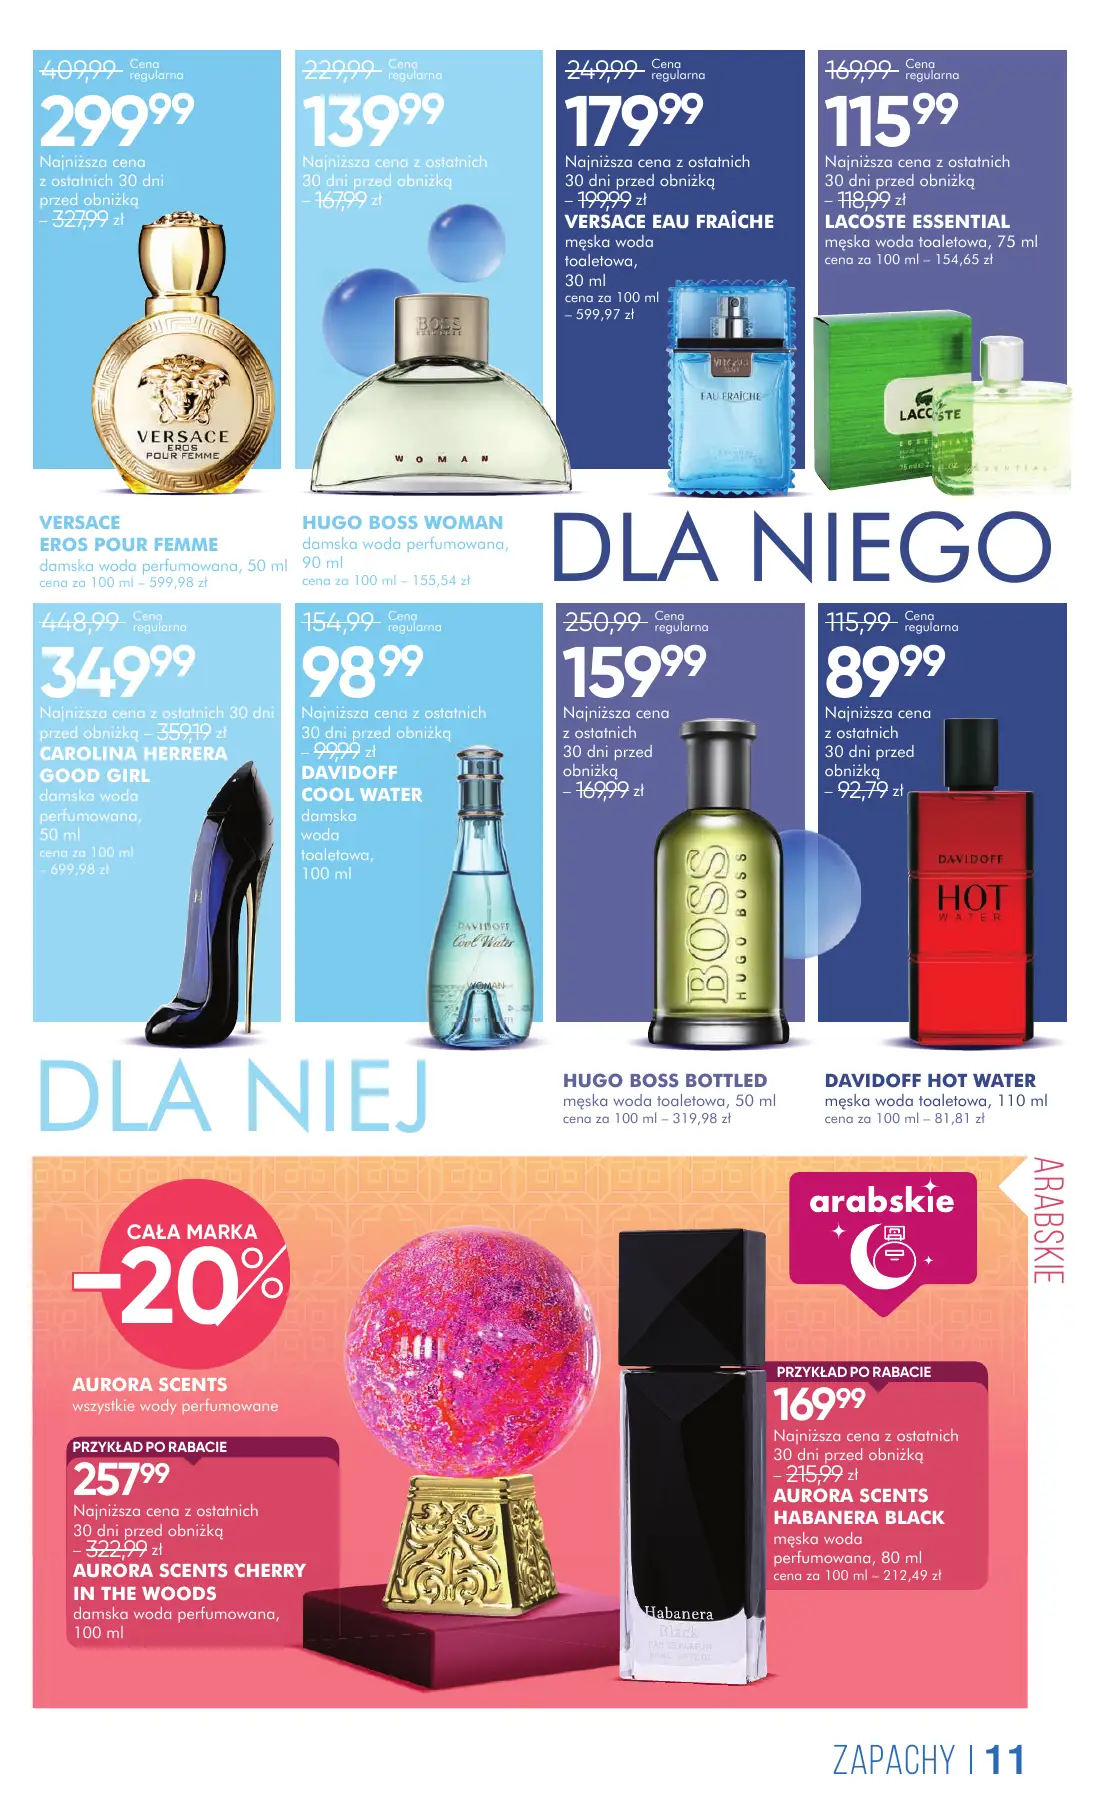 409,99 Cena
regularna
299 99
Najniższa cena
z ostatnich 30 dni
przed obniżką
– 327,99 zł
VERSACE
EROS
POUR FEMME
VERSACE
EROS POUR FEMME
damska woda perfumowana, 50 ml
cena za 100 ml – 599,98 zł
229,99 Cena
regularna
139 99
Najniższa cena z ostatnich
30 dni przed obniżką
– 167,99 zł
BOSS
HUGO BOSS
WOMAN
HUGO BOSS WOMAN
damska woda perfumowana,
90 ml
cena za 100 ml – 155,54 zł
249,99 Cena
regularna
179 99
Najniższa cena z ostatnich
30 dni przed obniżką
– 199,99 zł
VERSACE EAU FRAÎCHE
męska woda
toaletowa,
30 ml
cena za 100 ml
– 599,97 zł
VERSACE
EAU FRAÎCHE
169,99 Cena
regularna
115 99
Najniższa cena z ostatnich
30 dni przed obniżką
– 118,99 zł
LACOSTE ESSENTIAL
męska woda toaletowa, 75 ml
cena za 100 ml – 154,65 zł
LACOSTE
ESSENTIAL
DLA NIEGO
448,99 Cena
regularna
349 99
Najniższa cena z ostatnich 30 dni
przed obniżką – 359,19 zł
CAROLINA HERRERA
GOOD GIRL
damska woda
perfumowana,
50 ml
cena za 100 ml
– 699,98 zł
154,99 Cena
regularna
98 99
Najniższa cena z ostatnich
30 dni przed obniżką
– 99,99 zł
DAVIDOFF
COOL WATER
damska
woda
toaletowa,
100 ml
DAVIDOFF
Cool Water
WOMAN
250,99 Cena
regularna
159 99
Najniższa cena
z ostatnich
30 dni przed
obniżką
– 169,99 zł
BOSS
HUGO BOSS
HUGO BOSS BOTTLED
męska woda toaletowa, 50 ml
cena za 100 ml – 319,98 zł
115,99 Cena
regularna
89 99
Najniższa cena
z ostatnich
30 dni przed
obniżką
– 92,79 zł
DAVIDOFF
HOT
WATER
DAVIDOFF HOT WATER
męska woda toaletowa, 110 ml
cena za 100 ml – 81,81 zł
DLA NIEJ
ARABSKIE
arabskie
CAŁA MARKA
–20%
AURORA SCENTS
wszystkie wody perfumowane
PRZYKŁAD PO RABACIE
257 99
Najniższa cena z ostatnich
30 dni przed obniżką
– 322,99 zł
AURORA SCENTS CHERRY
IN THE WOODS
damska woda perfumowana,
100 ml
Habanera
Black
PRZYKŁAD PO RABACIE
169 99
Najniższa cena z ostatnich
30 dni przed obniżką
– 215,99 zł
AURORA SCENTS
HABANERA BLACK
męska woda
perfumowana, 80 ml
cena za 100 ml – 212,49 zł
ZAPACHY | 11